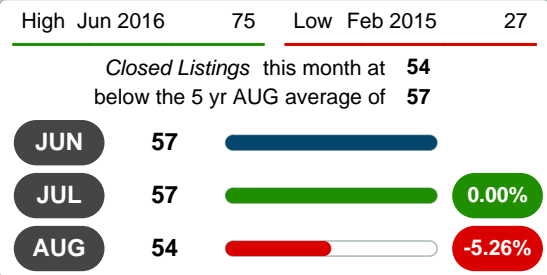 High Jun 2016 75 Low Feb 2015 27
Closed Listings this month at 54
below the 5 yr AUG average of 57
JUN 57
JUL 57 0.00%
AUG 54 -5.26%